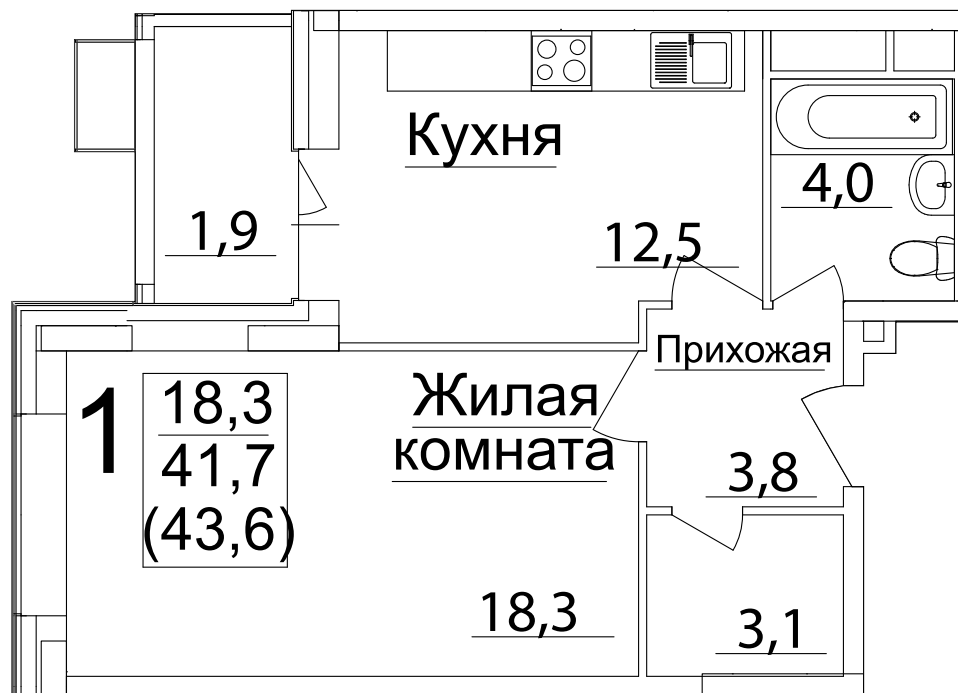 Кухня
4,0
1,9
12,5
Прихожая
1
18,3
41,7
(43,6)
Жилая
комната
3,8
18,3
3,1